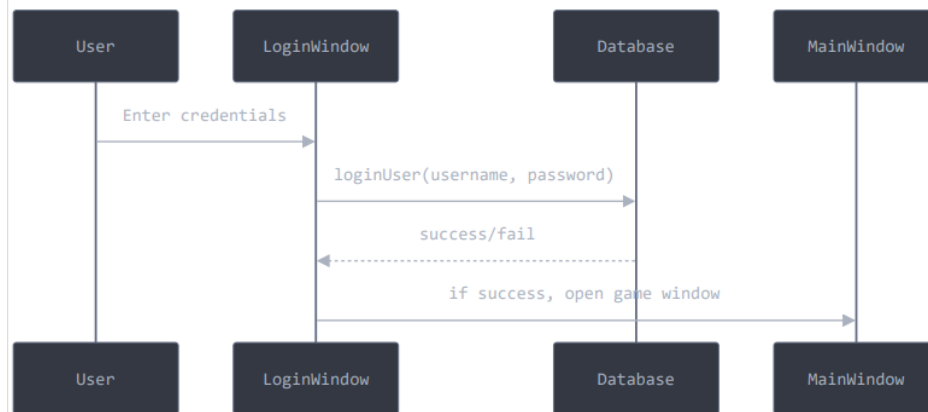 User
LoginWindow
Database
MainWindow
Enter credentials
loginUser(username, password)
success/fail
if success, open game window
User
LoginWindow
Database
MainWindow